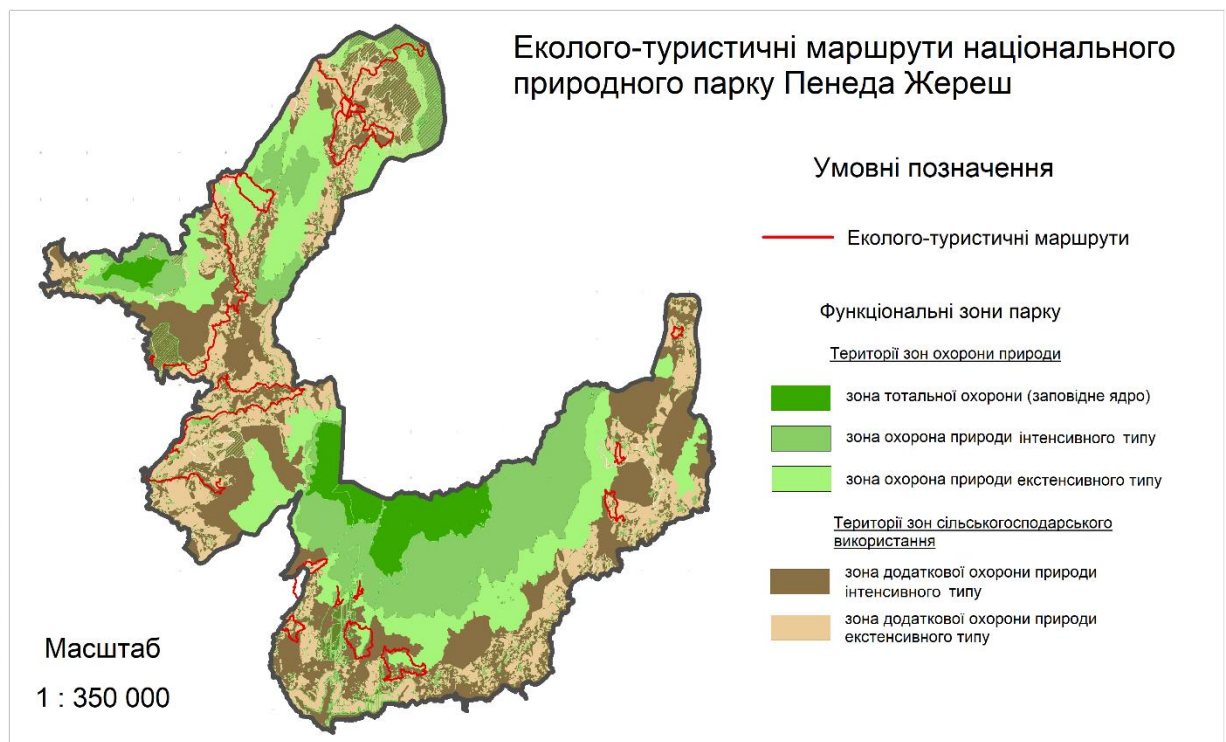 Еколого-туристичні маршрути національного
природного парку Пенеда Жереш
Умовні позначення
Еколого-туристичні маршрути
Функціональні зони парку
Території зон охорони природи
зона тотальної охорони (заповідне ядро)
зона охорона природи інтенсивного типу
зона охорона природи екстенсивного типу
Території зон сільськогосподарського
використання
зона додаткової охорони природи
інтенсивного типу
зона додаткової охорони природи
екстенсивного типу
Масштаб
1 : 350 000